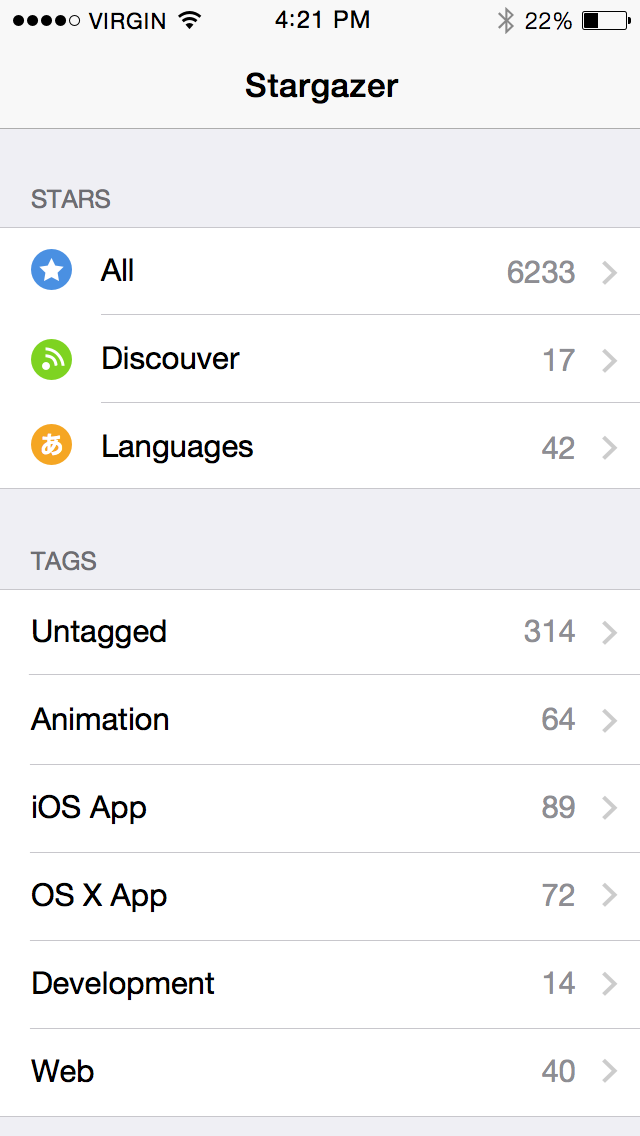 VIRGIN 4:21 PM 22%
Stargazer
STARS
All 6233
Discouver 17
あ Languages 42
TAGS
Untagged 314
Animation 64
iOS App 89
OS X App 72
Development 14
Web 40